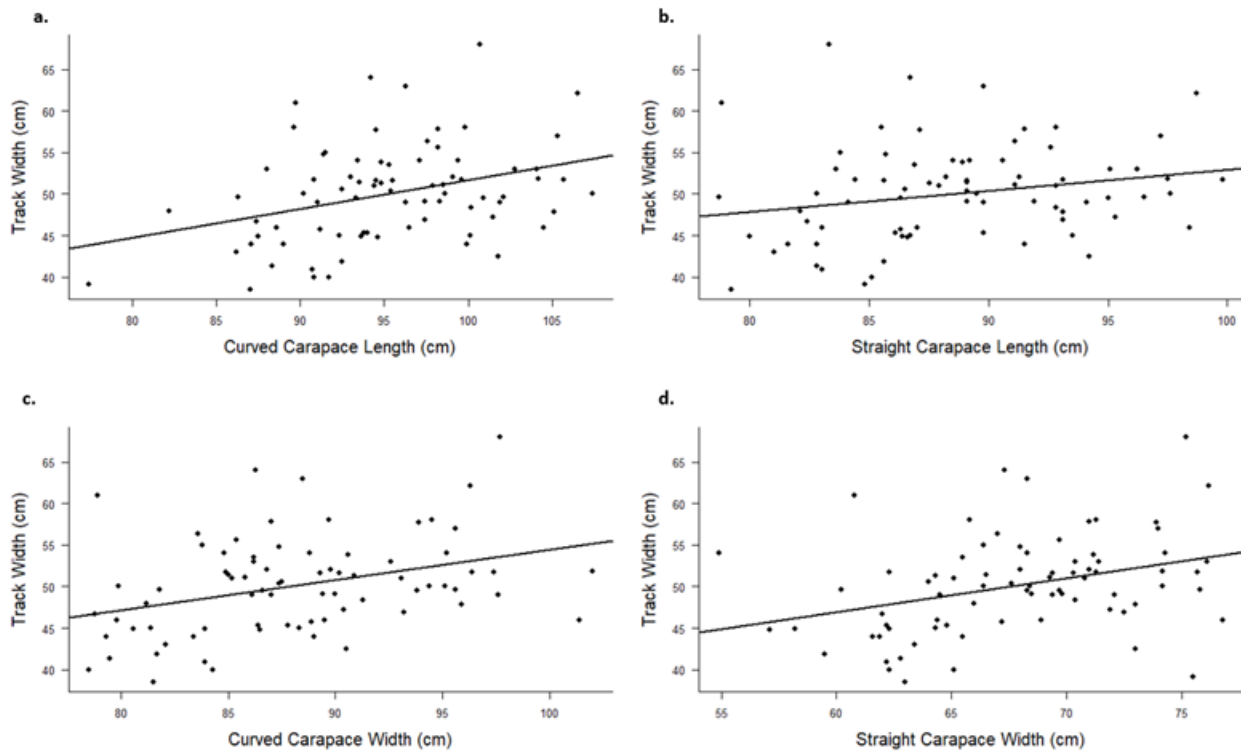 a.
Track Width (cm)
65
60
55
50
45
40
80 85 90 95 100 105
Curved Carapace Length (cm)
b.
Track Width (cm)
65
60
55
50
45
40
80 85 90 95 100
Straight Carapace Length (cm)
c.
Track Width (cm)
65
60
55
50
45
40
80 85 90 95 100
Curved Carapace Width (cm)
d.
Track Width (cm)
65
60
55
50
45
40
55 60 65 70 75
Straight Carapace Width (cm)